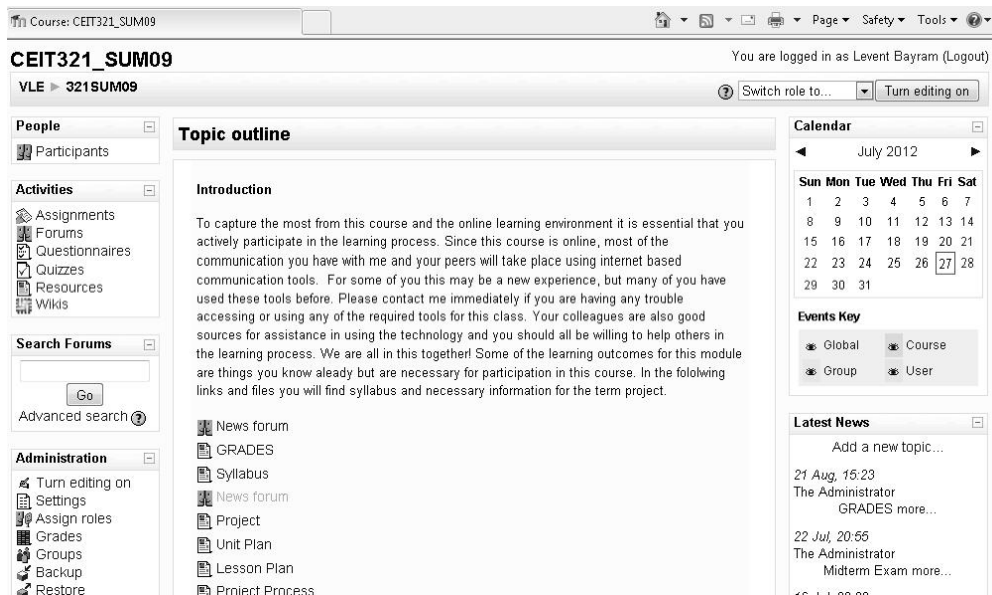 Course: CEIT321_SUM09
Page
Safety
Tools
CEIT321_SUM09
You are logged in as Levent Bayram (Logout)
VLE ► 321SUM09
Switch role to...
Turn editing on
People
Participants
Activities
Assignments
Forums
Questionnaires
Quizzes
Resources
Wikis
Search Forums
Go
Advanced search
Administration
Turn editing on
Settings
Assign roles
Grades
Groups
Backup
Restore
Topic outline
Introduction
To capture the most from this course and the online learning environment it is essential that you
actively participate in the learning process. Since this course is online, most of the
communication you have with me and your peers will take place using internet based
communication tools. For some of you this may be a new experience, but many of you have
used these tools before. Please contact me immediately if you are having any trouble
accessing or using any of the required tools for this class. Your colleagues are also good
sources for assistance in using the technology and you should all be willing to help others in
the learning process. We are all in this together! Some of the learning outcomes for this module
are things you know aleady but are necessary for participation in this course. In the fololwing
links and files you will find syllabus and necessary information for the term project.
News forum
GRADES
Syllabus
News forum
Project
Unit Plan
Lesson Plan
Project Process
Calendar
◄ July 2012 ►
Sun Mon Tue Wed Thu Fri Sat
1 2 3 4 5 6 7
8 9 10 11 12 13 14
15 16 17 18 19 20 21
22 23 24 25 26 27 28
29 30 31
Events Key
Global Course
Group User
Latest News
Add a new topic...
21 Aug, 15:23
The Administrator
GRADES more...
22 Jul, 20:55
The Administrator
Midterm Exam more...